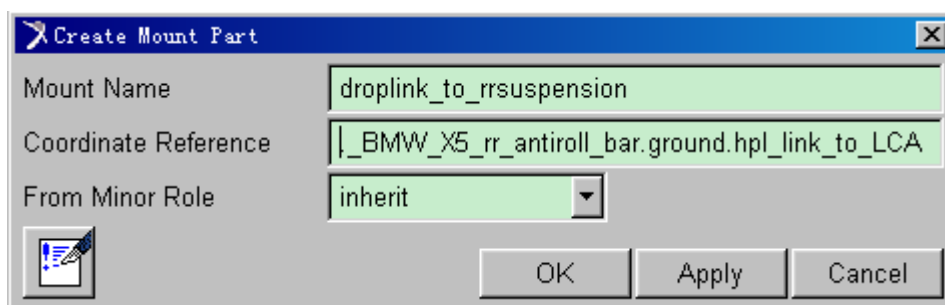 Create Mount Part
Mount Name droplink_to_rrsuspension
Coordinate Reference ._BMW_X5_rr_antiroll_bar.ground.hpl_link_to_LCA
From Minor Role inherit
OK Apply Cancel